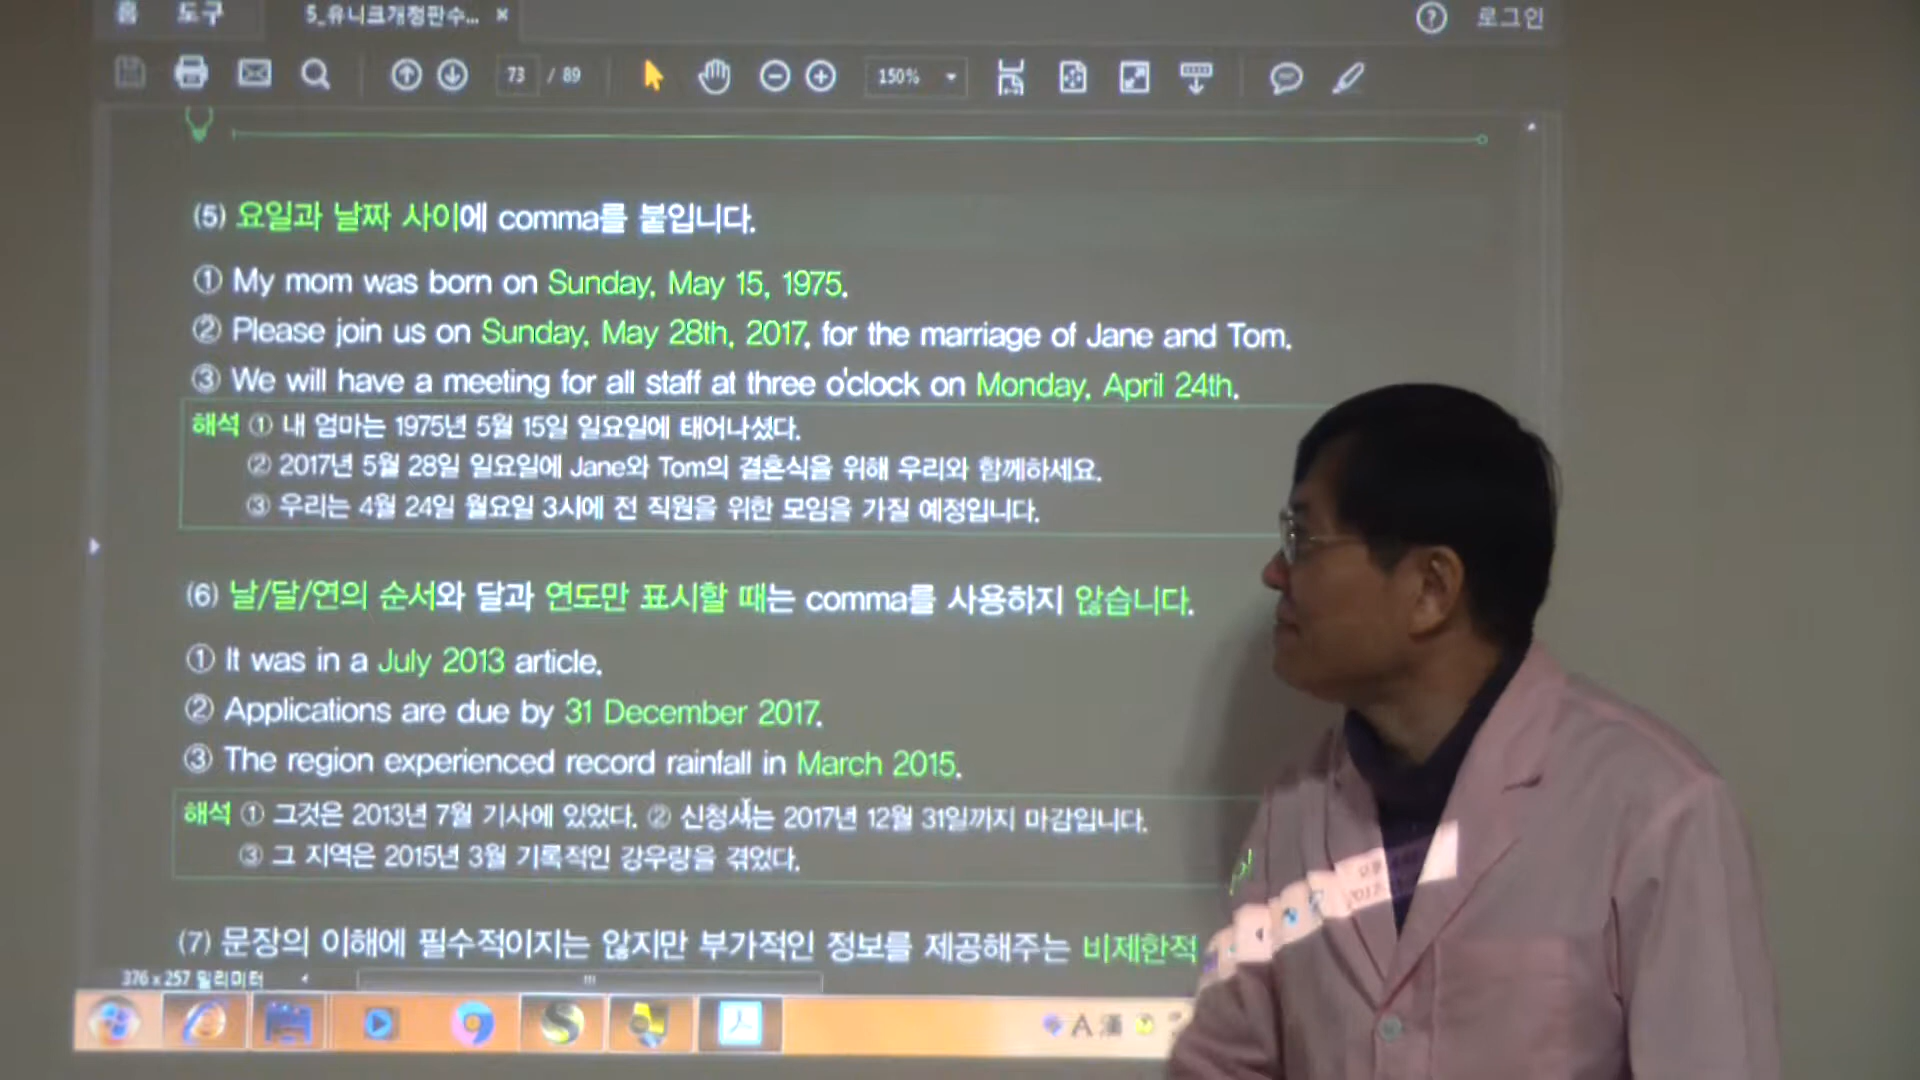 홈 도구 5_유니크개정판수... × ? 로그인
73 / 89 150%
(5) 요일과 날짜 사이에 comma를 붙입니다.
① My mom was born on Sunday, May 15, 1975.
② Please join us on Sunday, May 28th, 2017, for the marriage of Jane and Tom.
③ We will have a meeting for all staff at three o'clock on Monday, April 24th.
해석 ① 내 엄마는 1975년 5월 15일 일요일에 태어나셨다.
② 2017년 5월 28일 일요일에 Jane와 Tom의 결혼식을 위해 우리와 함께하세요.
③ 우리는 4월 24일 월요일 3시에 전 직원을 위한 모임을 가질 예정입니다.
(6) 날/달/연의 순서와 달과 연도만 표시할 때는 comma를 사용하지 않습니다.
① It was in a July 2013 article.
② Applications are due by 31 December 2017.
③ The region experienced record rainfall in March 2015.
해석 ① 그것은 2013년 7월 기사에 있었다. ② 신청서는 2017년 12월 31일까지 마감입니다.
③ 그 지역은 2015년 3월 기록적인 강우량을 겪었다.
(7) 문장의 이해에 필수적이지는 않지만 부가적인 정보를 제공해주는 비제한적
376 x 257 밀리미터
A 漢